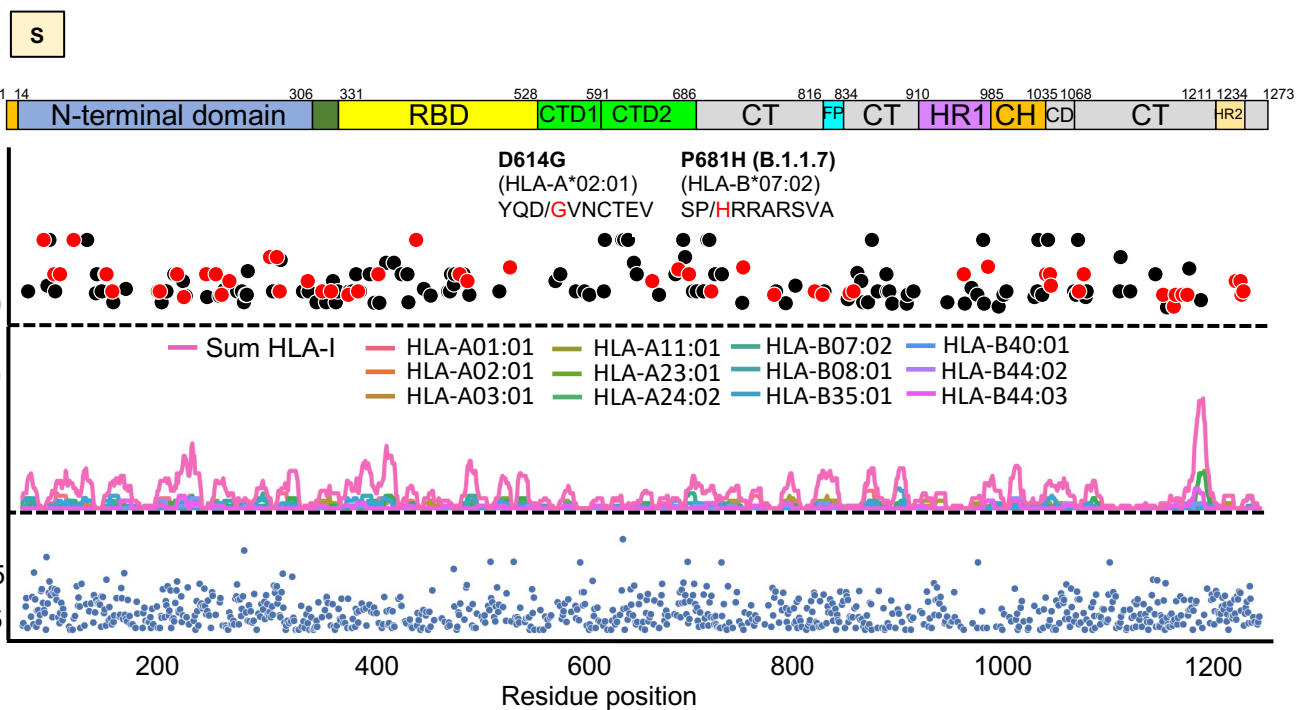 S
1 14 306 331 528 591 686 816 834 910 985 1035 1068 1211 1234 1273
N-terminal domain RBD CTD1 CTD2 CT FP CT HR1 CH CD CT HR2
D614G P681H (B.1.1.7)
(HLA-A*02:01) (HLA-B*07:02)
YQD/GVNCTEV SP/HRRARSVA
Sum HLA-I HLA-A01:01 HLA-A11:01 HLA-B07:02 HLA-B40:01
HLA-A02:01 HLA-A23:01 HLA-B08:01 HLA-B44:02
HLA-A03:01 HLA-A24:02 HLA-B35:01 HLA-B44:03
200 400 600 800 1000 1200
Residue position